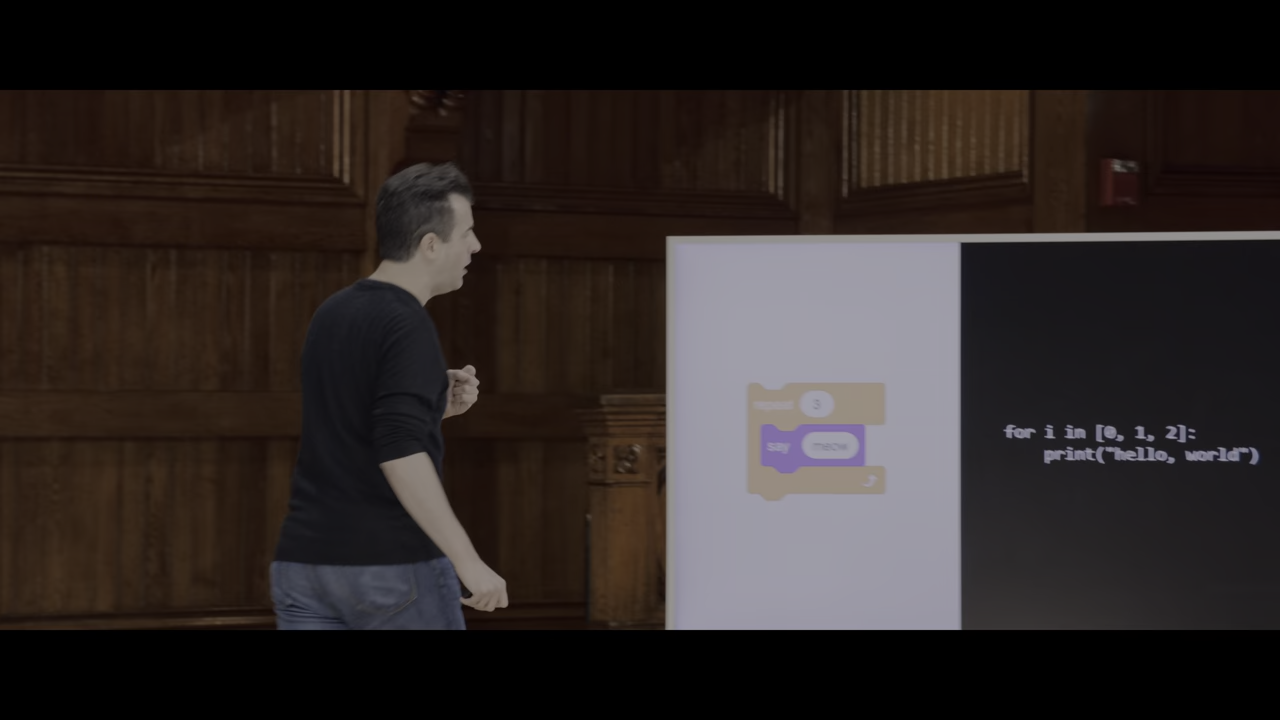 repeat 3
say meow
for i in [0, 1, 2]:
print("hello, world")